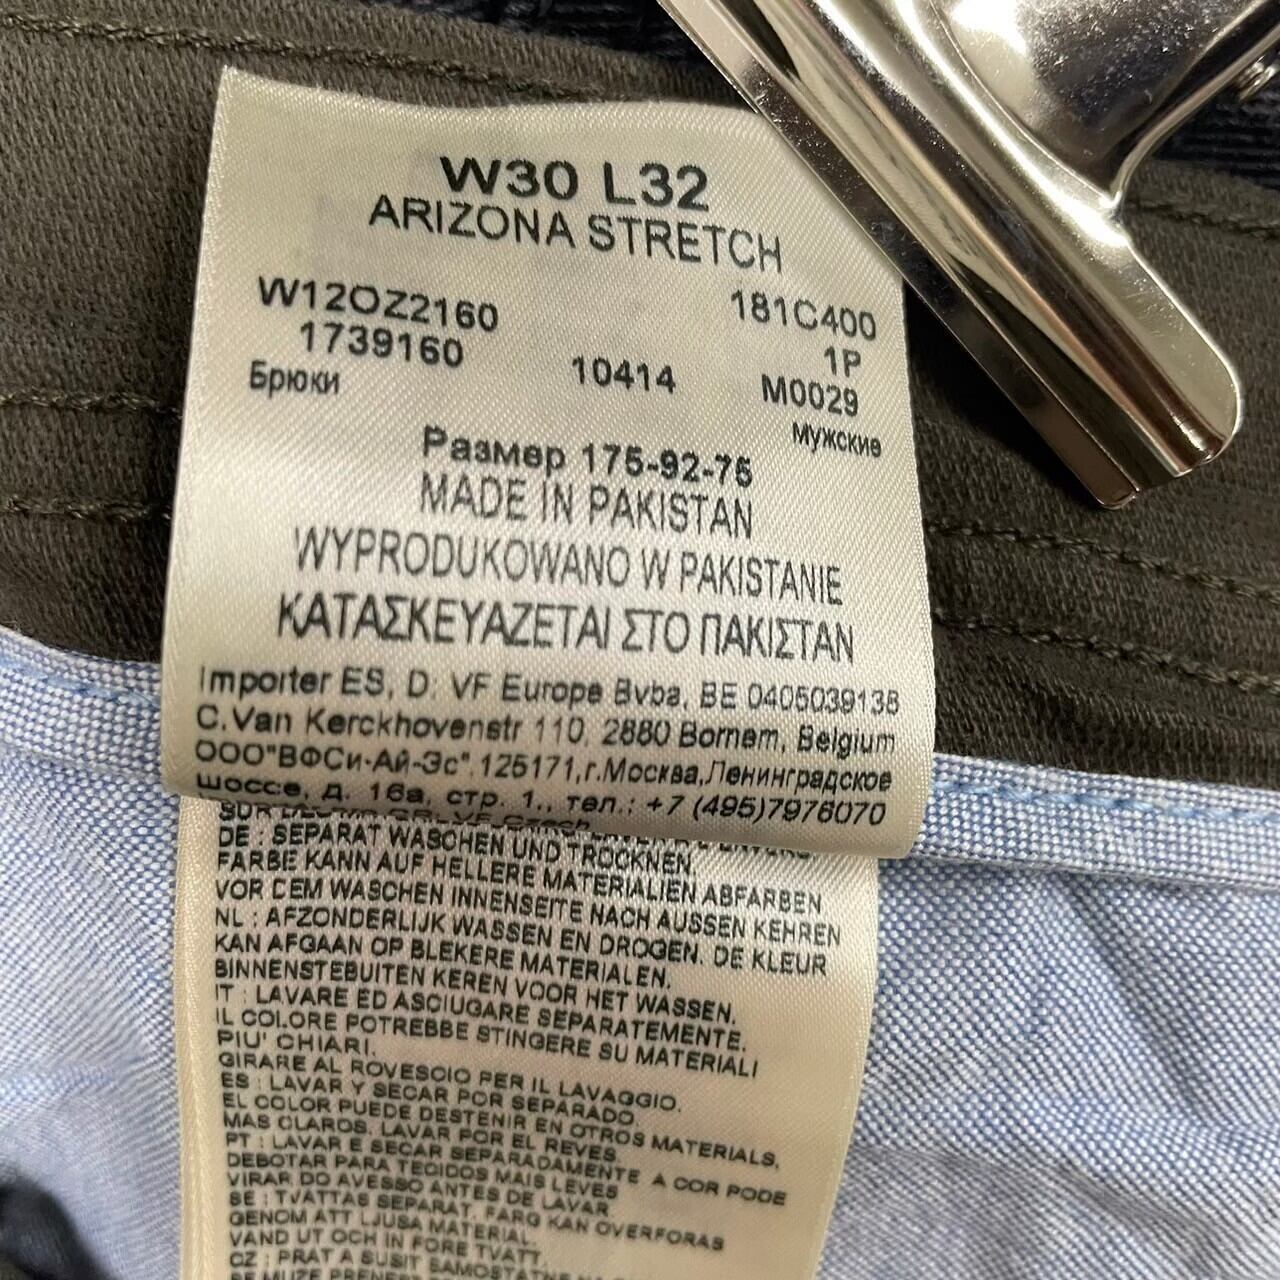 W30 L32
ARIZONA STRETCH
W12OZ2160 181C400
1739160 1P
Брюки 10414 M0029
Мужские
Размер 175-92-75
MADE IN PAKISTAN
WYPRODUKOWANO W PAKISTANIE
ΚΑΤΑΣΚΕΥΑΖΕΤΑΙ ΣΤΟ ΠΑΚΙΣΤΑΝ
Importer ES, D: VF Europe Bvba, BE 0405039138
C.Van Kerckhovenstr 110, 2880 Bornem, Belgium
ООО"ВФСи-Ай-Эс",125171,г.Москва,Ленинградское
шоссе, д. 16а, стр. 1., тел.: +7 (495)7976070
VF Czech
DE : SEPARAT WASCHEN UND TROCKNEN.
FARBE KANN AUF HELLERE MATERIALIEN ABFARBEN
VOR DEM WASCHEN INNENSEITE NACH AUSSEN KEHREN
NL : AFZONDERLIJK WASSEN EN DROGEN. DE KLEUR
KAN AFGAAN OP BLEKERE MATERIALEN.
BINNENSTEBUITEN KEREN VOOR HET WASSEN.
IT : LAVARE ED ASCIUGARE SEPARATEMENTE.
IL COLORE POTREBBE STINGERE SU MATERIALI
PIU' CHIARI.
GIRARE AL ROVESCIO PER IL LAVAGGIO.
ES : LAVAR Y SECAR POR SEPARADO.
EL COLOR PUEDE DESTENIR EN OTROS MATERIALS,
MAS CLAROS. LAVAR POR EL REVES
PT : LAVAR E SECAR SEPARADAMENTE A COR PODE
DEBOTAR PARA TECIDOS MAIS LEVES
VIRAR DO AVESSO ANTES DE LAVAR
SE : TVATTAS SEPARAT. FARG KAN OVERFORAS
GENOM ATT LJUSA MATERIAL.
VAND UT OCH IN FORE TVATT
CZ : PRAT A SUSIT SAMOSTATNE